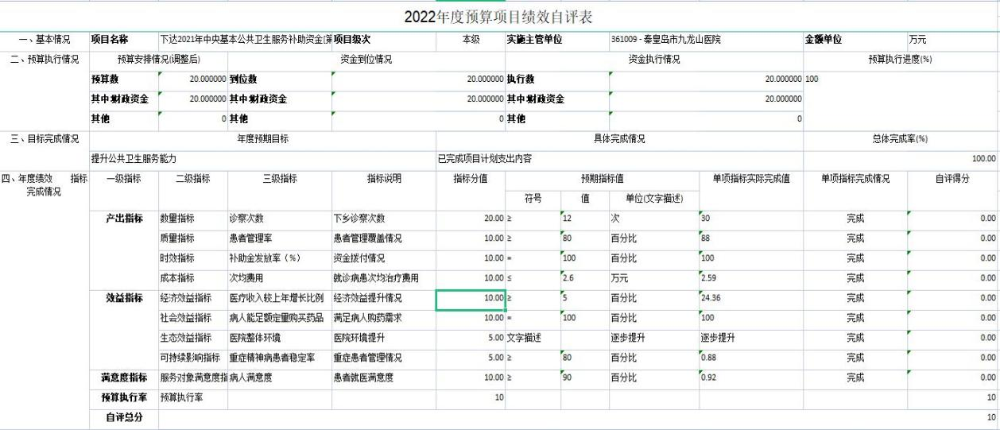 2022年度预算项目绩效自评表
一、基本情况 项目名称 下达2021年中央基本公共卫生服务补助资金( 项目级次 本级 实施主管单位 361009 - 秦皇岛市九龙山医院 金额单位 万元
二、预算执行情况 预算安排情况(调整后) 资金到位情况 资金执行情况 预算执行进度(%)
预算数 20.000000 到位数 20.000000 执行数 20.000000 100
其中:财政资金 20.000000 其中:财政资金 20.000000 其中:财政资金 20.000000
其他 0 其他 0 其他 0
三、目标完成情况 年度预期目标 具体完成情况 总体完成率(%)
提升公共卫生服务能力 已完成项目计划支出内容 100.00
四、年度绩效 指标完成情况 一级指标 二级指标 三级指标 指标说明 指标分值 预期指标值 单项指标实际完成值 单项指标完成情况 自评得分
符号 值 单位(文字描述)
产出指标 数量指标 诊察次数 下乡诊察次数 20.00 ≥ 12 次 30 完成 0.00
质量指标 患者管理率 患者管理覆盖情况 10.00 ≥ 80 百分比 88 完成 0.00
时效指标 补助金发放率（%） 资金拨付情况 10.00 = 100 百分比 100 完成 0.00
成本指标 次均费用 就诊病患次均治疗费用 10.00 ≤ 2.6 万元 2.59 完成 0.00
效益指标 经济效益指标 医疗收入较上年增长比例 经济效益提升情况 10.00 ≥ 5 百分比 24.36 完成 0.00
社会效益指标 病人能足额定量购买药品 满足病人购药需求 10.00 = 100 百分比 100 完成 0.00
生态效益指标 医院整体环境 医院环境提升 5.00 文字描述 逐步提升 逐步提升 完成 0.00
可持续影响指标 重症精神病患者稳定率 重症患者管理情况 5.00 ≥ 80 百分比 0.88 完成 0.00
满意度指标 服务对象满意度指 病人满意度 患者就医满意度 10.00 ≥ 90 百分比 0.92 完成 0.00
预算执行率 预算执行率 10 10
自评总分 10